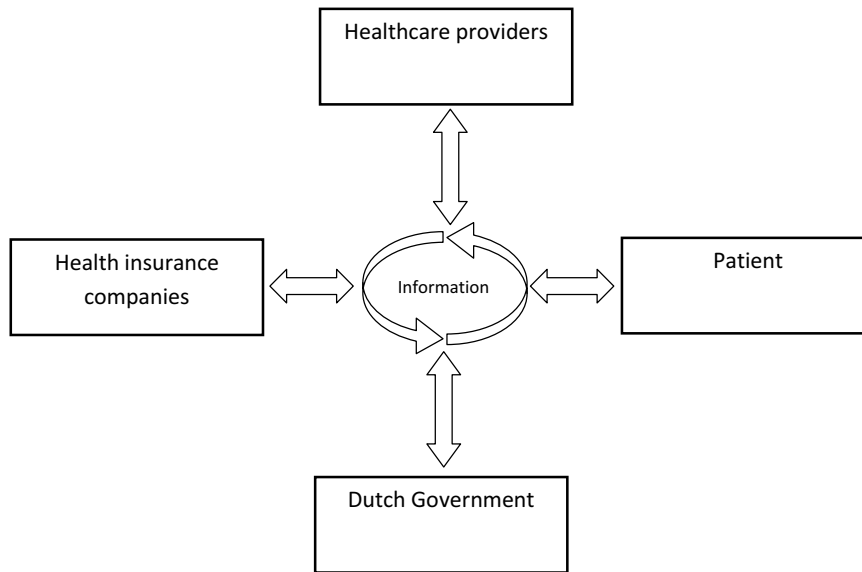 Healthcare providers
Health insurance
companies
Information
Patient
Dutch Government